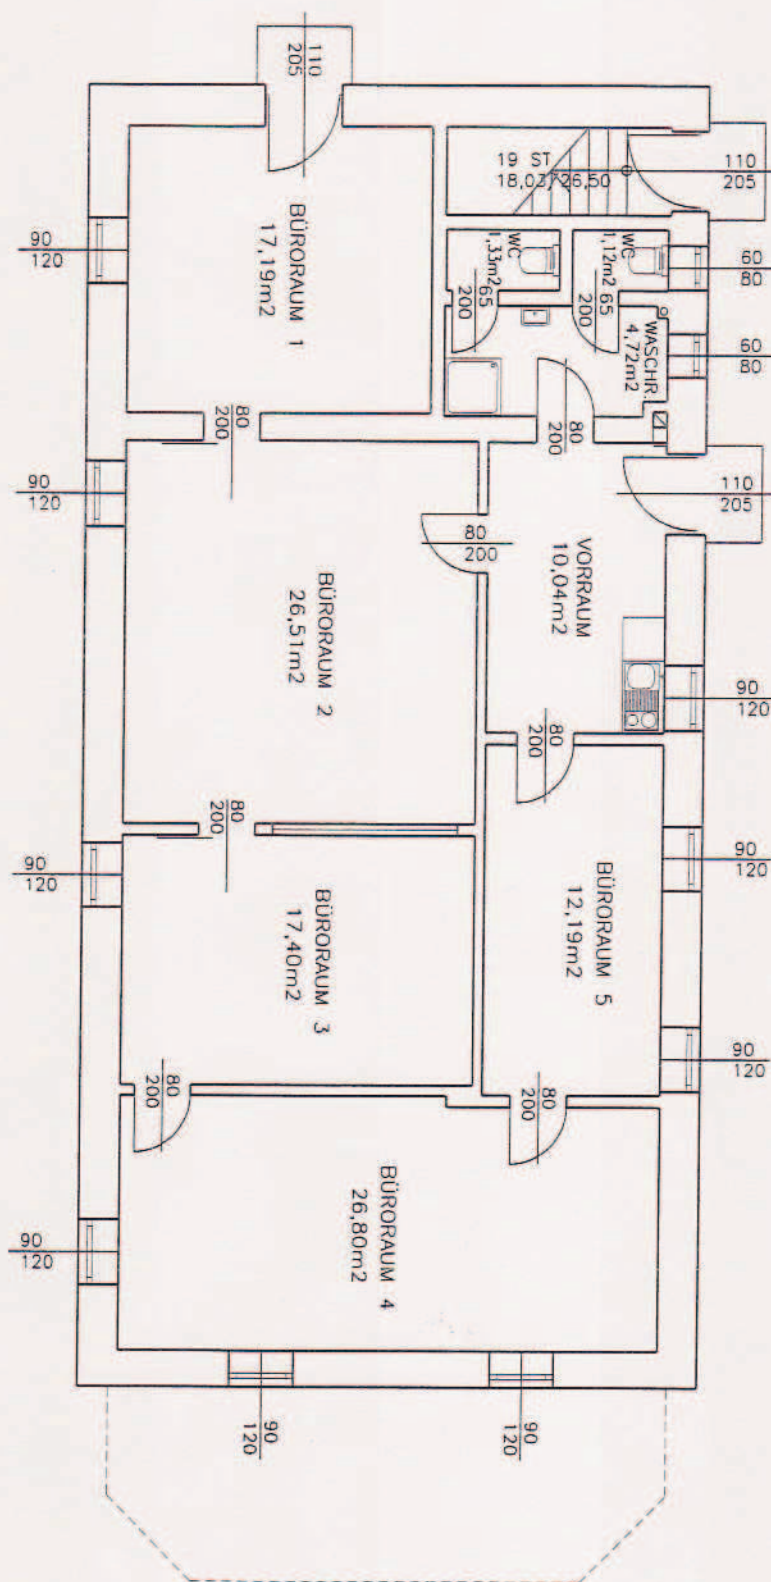 110
205
19 ST
18,03/26,50
110
205
BÜRORAUM 1
17,19m2
90
120
WC
1,33m2
65
200
WC
1,12m2
65
200
60
80
WASCHR.
4,72m2
60
80
80
200
80
200
90
120
110
205
80
200
VORRAUM
10,04m2
BÜRORAUM 2
26,51m2
90
120
80
200
80
200
90
120
90
120
BÜRORAUM 3
17,40m2
BÜRORAUM 5
12,19m2
90
120
80
200
80
200
BÜRORAUM 4
26,80m2
90
120
90
120
90
120